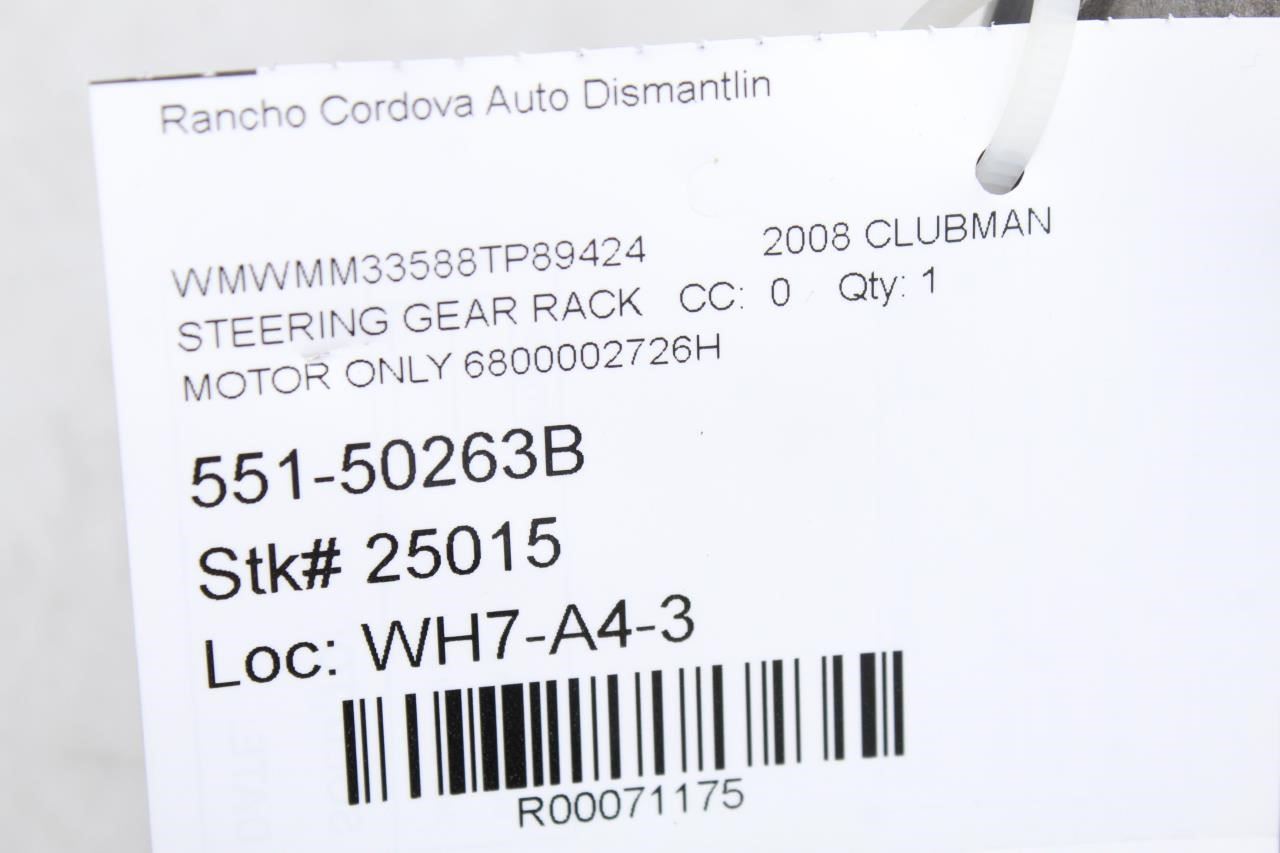 Rancho Cordova Auto Dismantlin
WMWMM33588TP89424 2008 CLUBMAN
STEERING GEAR RACK CC: 0 Qty: 1
MOTOR ONLY 6800002726H
551-50263B
Stk# 25015
Loc: WH7-A4-3
R00071175
DATE